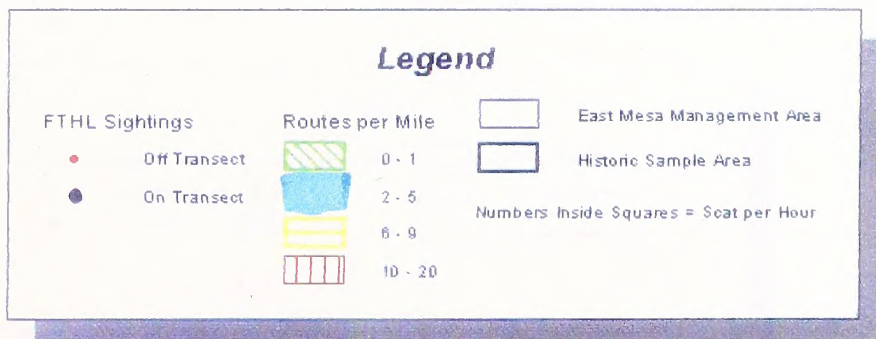 Legend
FTHL Sightings
Off Transect
On Transect
Routes per Mile
0 - 1
2 - 5
6 - 9
10 - 20
East Mesa Management Area
Historic Sample Area
Numbers Inside Squares = Scat per Hour